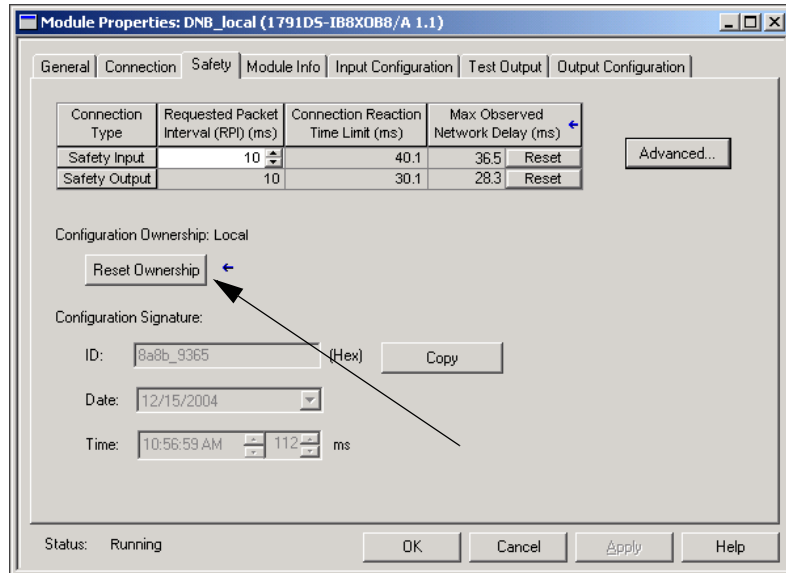 Module Properties: DNB_local (1791DS-IB8XOB8/A 1.1)
General Connection Safety Module Info Input Configuration Test Output Output Configuration
Connection Type Requested Packet Interval (RPI) (ms) Connection Reaction Time Limit (ms) Max Observed Network Delay (ms)
Safety Input 10 40.1 36.5 Reset
Safety Output 10 30.1 28.3 Reset
Advanced...
Configuration Ownership: Local
Reset Ownership
Configuration Signature:
ID: 8a8b_9365 (Hex) Copy
Date: 12/15/2004
Time: 10:56:59 AM 112 ms
Status: Running OK Cancel Apply Help